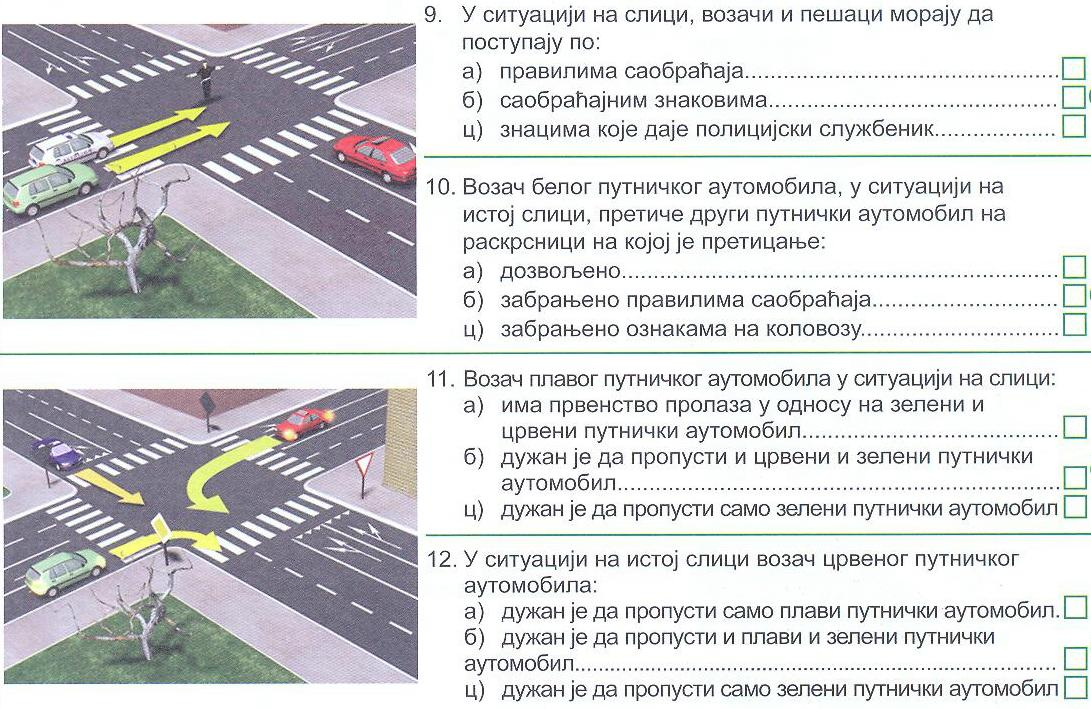 9. У ситуацији на слици, возачи и пешаци морају да
поступају по:
а) правилима саобраћаја
б) саобраћајним знаковима
ц) знацима које даје полицијски службеник
10. Возач белог путничког аутомобила, у ситуацији на
истој слици, претиче други путнички аутомобил на
раскрсници на којој је претицање:
а) дозвољено
б) забрањено правилима саобраћаја
ц) забрањено ознакама на коловозу
11. Возач плавог путничког аутомобила у ситуацији на слици:
а) има првенство пролаза у односу на зелени и
црвени путнички аутомобил
б) дужан је да пропусти и црвени и зелени путнички
аутомобил
ц) дужан је да пропусти само зелени путнички аутомобил
12. У ситуацији на истој слици возач црвеног путничког
аутомобила:
а) дужан је да пропусти само плави путнички аутомобил.
б) дужан је да пропусти и плави и зелени путнички
аутомобил
ц) дужан је да пропусти само зелени путнички аутомобил